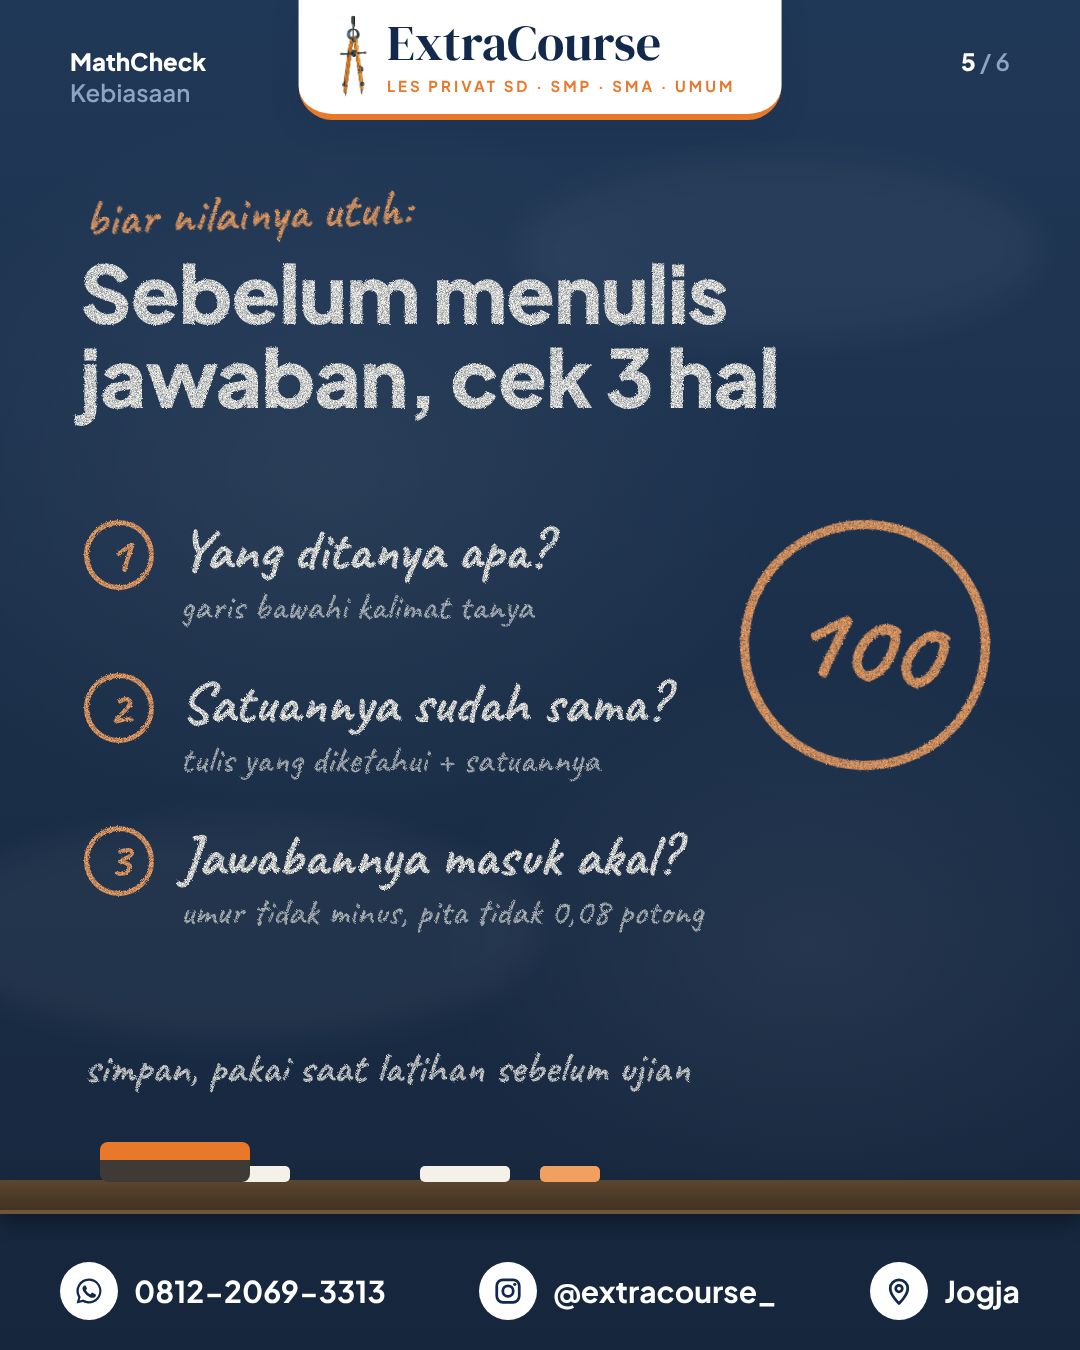 MathCheck
Kebiasaan
ExtraCourse
LES PRIVAT SD · SMP · SMA · UMUM
5 / 6
biar nilainya utuh:
Sebelum menulis
jawaban, cek 3 hal
1 Yang ditanya apa?
garis bawahi kalimat tanya
2 Satuannya sudah sama?
tulis yang diketahui + satuannya
3 Jawabannya masuk akal?
umur tidak minus, pita tidak 0,08 potong
100
simpan, pakai saat latihan sebelum ujian
0812-2069-3313
@extracourse_
Jogja